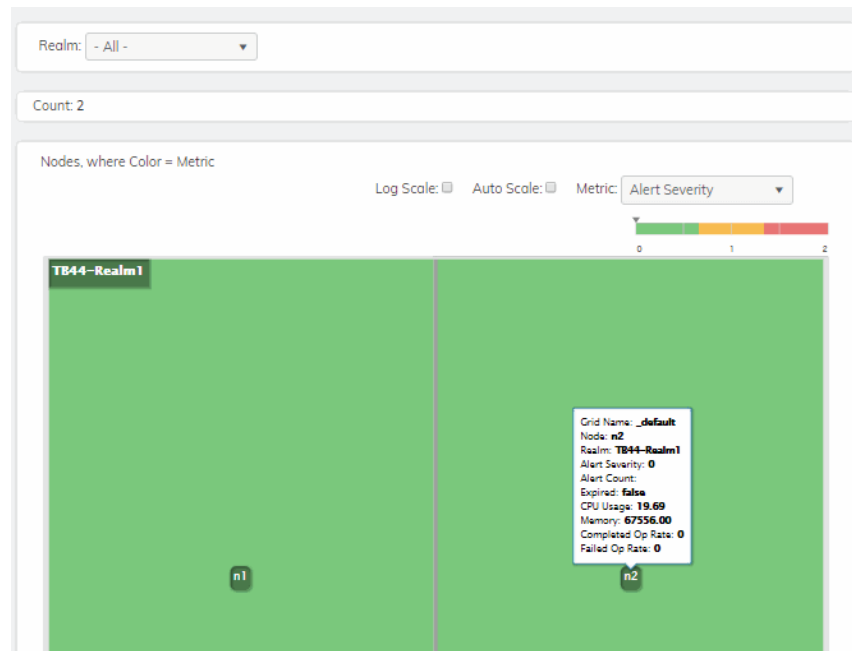 Realm: - All -
Count: 2
Nodes, where Color = Metric
Log Scale: Auto Scale: Metric: Alert Severity
0 1 2
TB44-Realm1
Grid Name: _default
Node: n2
Realm: TB44-Realm1
Alert Severity: 0
Alert Count:
Expired: false
CPU Usage: 19.69
Memory: 67556.00
Completed Op Rate: 0
Failed Op Rate: 0
n1 n2